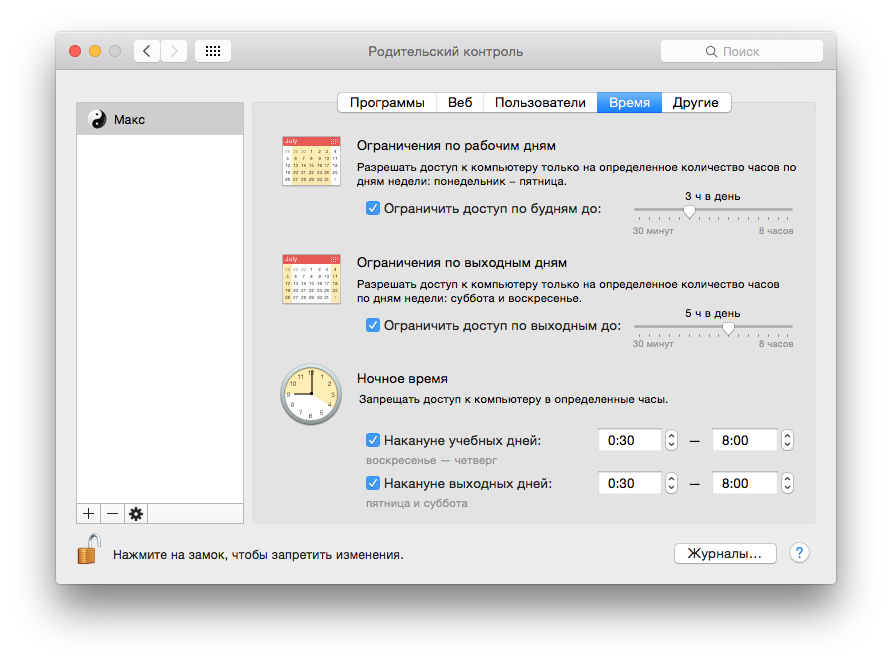 Родительский контроль
Поиск
Макс
Программы Веб Пользователи Время Другие
July
Ограничения по рабочим дням
Разрешать доступ к компьютеру только на определенное количество часов по
дням недели: понедельник – пятница.
3 ч в день
Ограничить доступ по будням до:
30 минут 8 часов
July
Ограничения по выходным дням
Разрешать доступ к компьютеру только на определенное количество часов
по дням недели: суббота и воскресенье.
5 ч в день
Ограничить доступ по выходным до:
30 минут 8 часов
Ночное время
Запрещать доступ к компьютеру в определенные часы.
Накануне учебных дней: 0:30 — 8:00
воскресенье — четверг
Накануне выходных дней: 0:30 — 8:00
пятница и суббота
Нажмите на замок, чтобы запретить изменения.
Журналы... ?